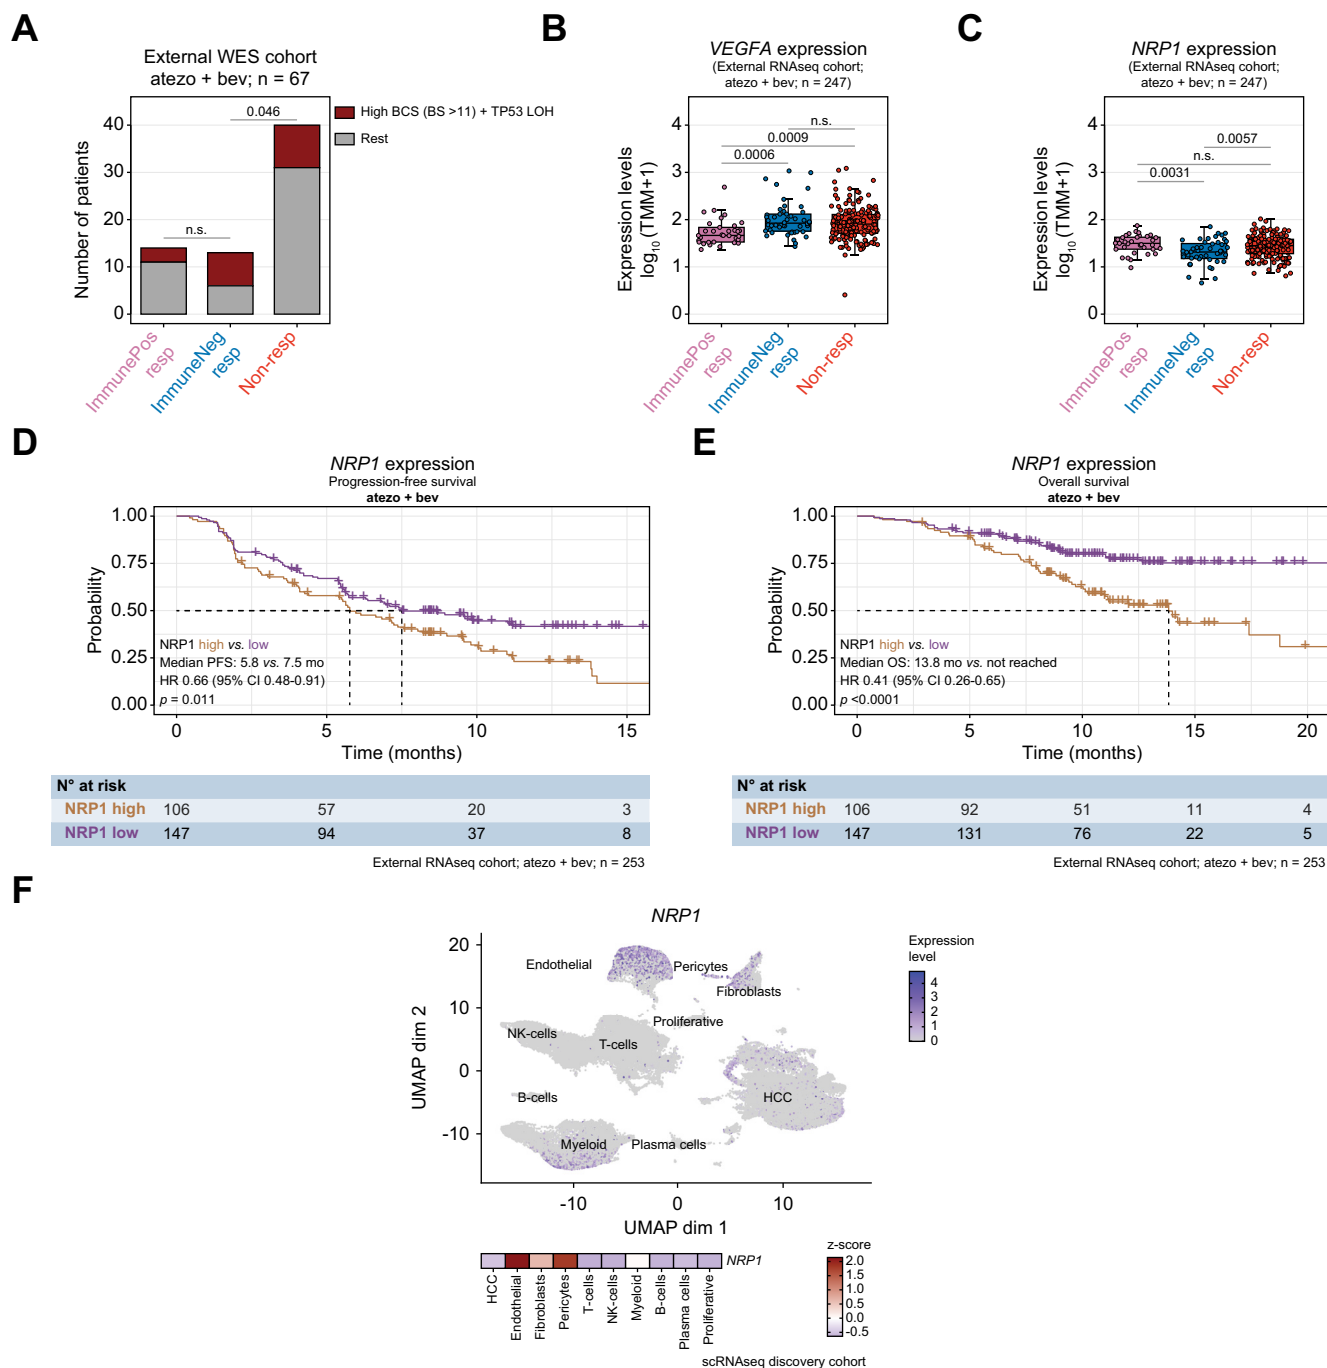 A
External WES cohort
atezo + bev; n = 67
High BCS (BS >11) + TP53 LOH
Rest
0.046
n.s.
Number of patients
40
30
20
10
0
ImmunePos
resp
ImmuneNeg
resp
Non-resp
B
VEGFA expression
(External RNAseq cohort;
atezo + bev; n = 247)
n.s.
0.0009
0.0006
Expression levels
log10 (TMM+1)
4
3
2
1
0
ImmunePos
resp
ImmuneNeg
resp
Non-resp
C
NRP1 expression
(External RNAseq cohort;
atezo + bev; n = 247)
0.0057
n.s.
0.0031
Expression levels
log10 (TMM+1)
4
3
2
1
0
ImmunePos
resp
ImmuneNeg
resp
Non-resp
D
NRP1 expression
Progression-free survival
atezo + bev
Probability
1.00
0.75
0.50
0.25
0.00
NRP1 high vs. low
Median PFS: 5.8 vs. 7.5 mo
HR 0.66 (95% CI 0.48-0.91)
p = 0.011
0 5 10 15
Time (months)
N° at risk
NRP1 high 106 57 20 3
NRP1 low 147 94 37 8
External RNAseq cohort; atezo + bev; n = 253
E
NRP1 expression
Overall survival
atezo + bev
Probability
1.00
0.75
0.50
0.25
0.00
NRP1 high vs. low
Median OS: 13.8 mo vs. not reached
HR 0.41 (95% CI 0.26-0.65)
p <0.0001
0 5 10 15 20
Time (months)
N° at risk
NRP1 high 106 92 51 11 4
NRP1 low 147 131 76 22 5
External RNAseq cohort; atezo + bev; n = 253
F
NRP1
UMAP dim 2
20
10
0
-10
Endothelial
Pericytes
Fibroblasts
Proliferative
NK-cells
T-cells
B-cells
HCC
Myeloid
Plasma cells
-10 0 10
UMAP dim 1
Expression
level
4
3
2
1
0
NRP1
HCC
Endothelial
Fibroblasts
Pericytes
T-cells
NK-cells
Myeloid
B-cells
Plasma cells
Proliferative
z-score
2.0
1.5
1.0
0.5
0.0
-0.5
scRNAseq discovery cohort